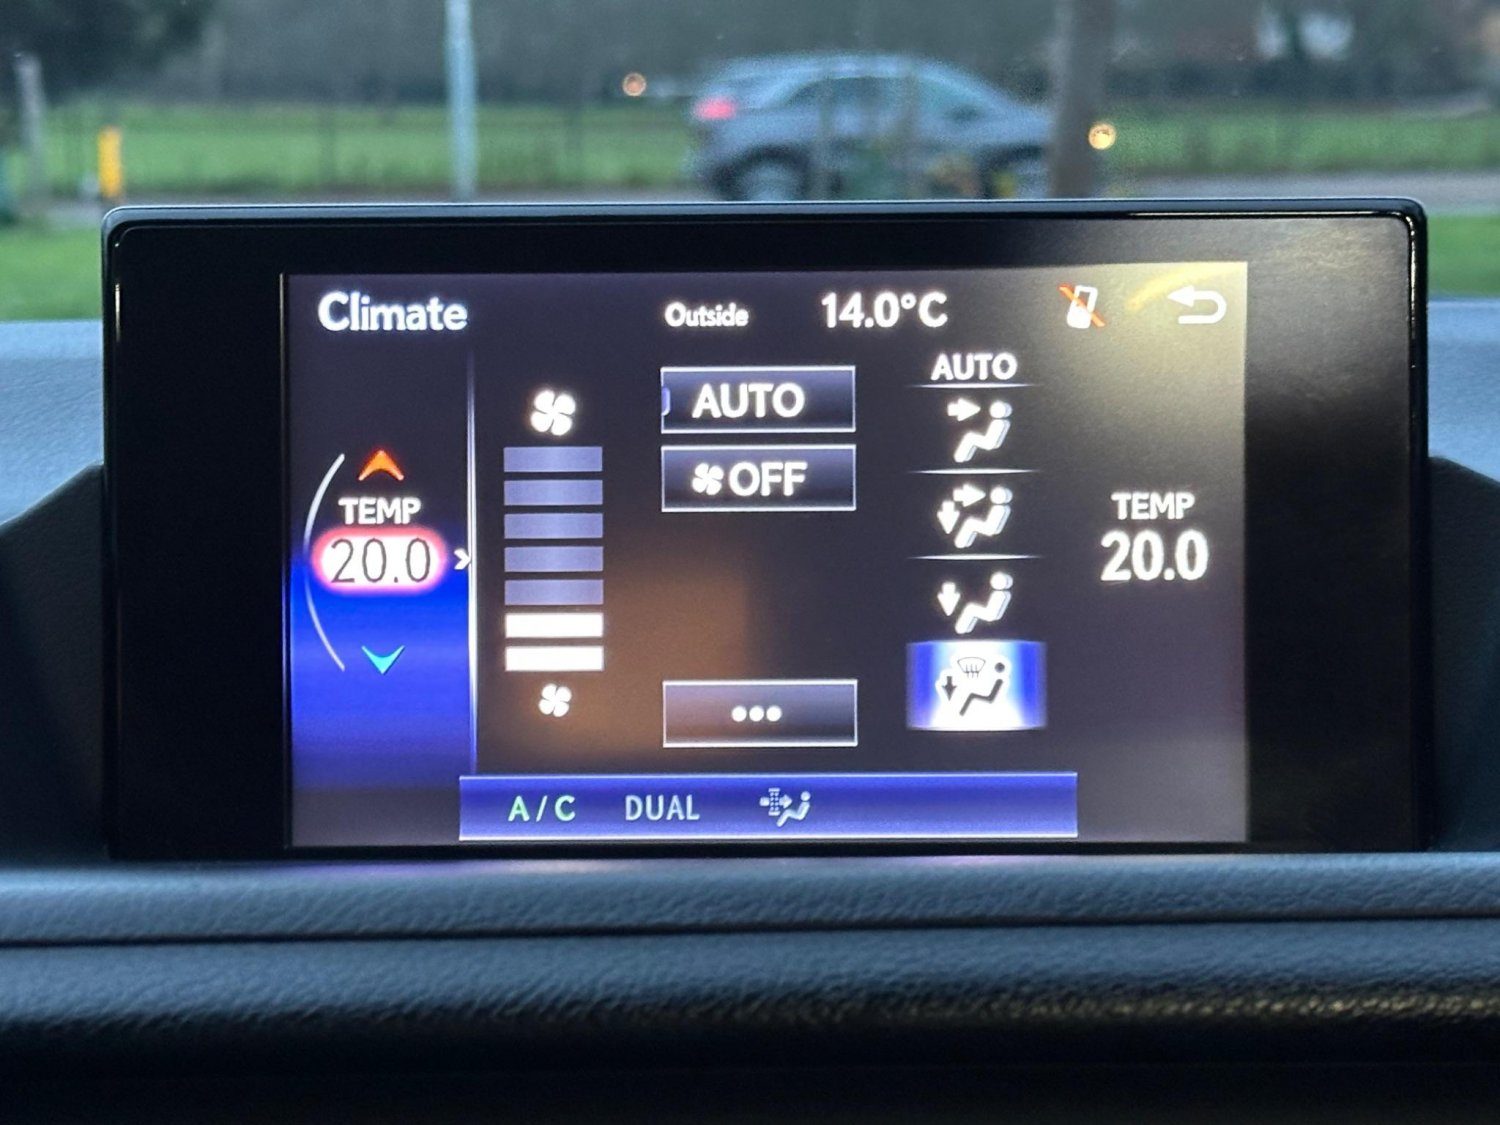 Climate
Outside 14.0°C
AUTO
AUTO
OFF
TEMP
20.0
TEMP
20.0
•••
A/C DUAL